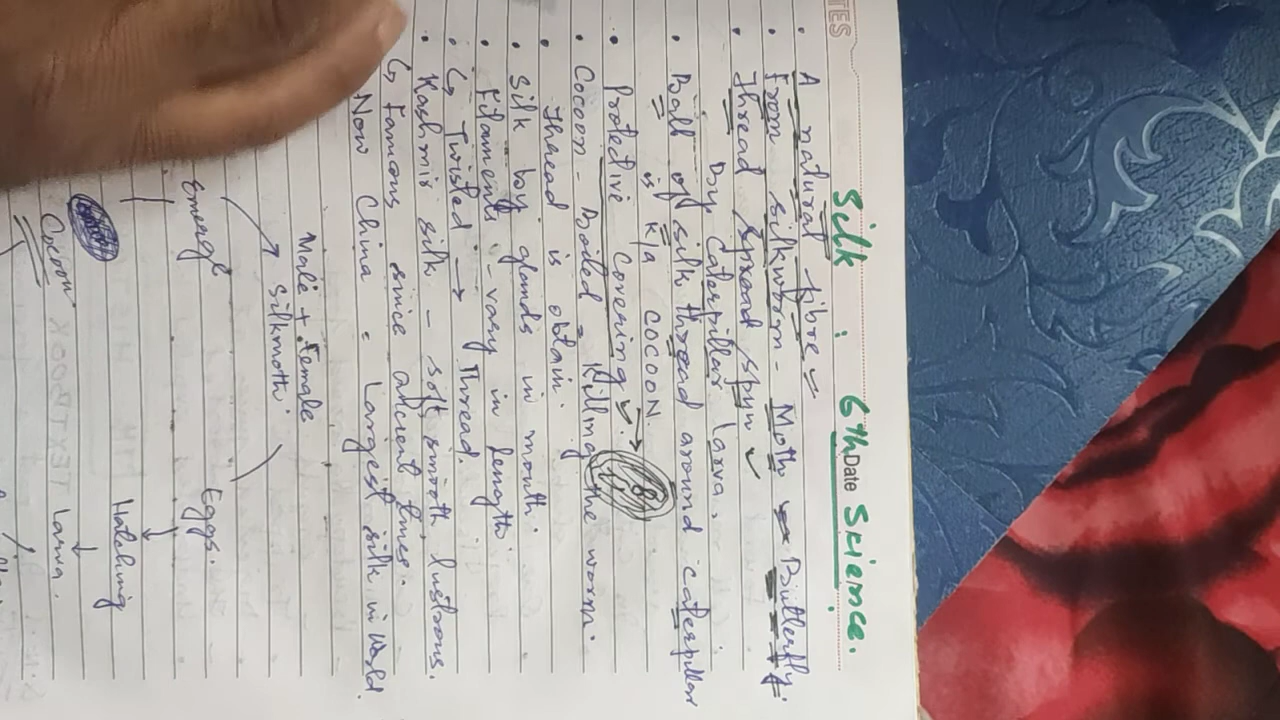 TES
Silk : 6th Science.
Date
A natural fibre
From silkworm - Moth Butterfly.
Thread spread / spyn
By Caterpillar larva,
Ball of silk thread around caterpillar
is k/a COCOON.
Protective covering
Cocoon - Boiled = Killing the worm.
Thread is obtain.
Silk by glands in mouth.
Filaments - vary in length
↳ Twisted → Thread.
Kashmir silk - soft smooth lustrous.
↳ Famous since ancient times.
Now China = Largest silk in World.
Male + Female
Silkmoth.
Emerge
Eggs
Hatching
Cocoon
Larva.